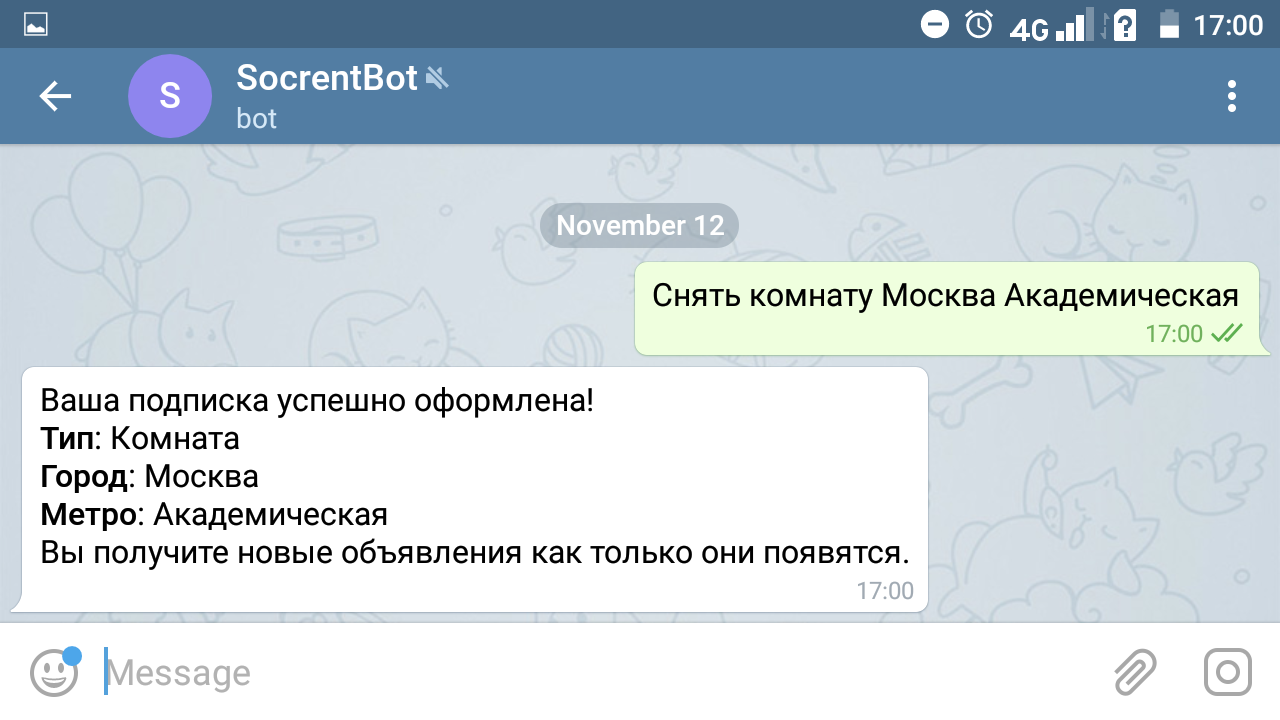 4G
17:00
S
SocrentBot
bot
November 12
Снять комнату Москва Академическая
17:00
Ваша подписка успешно оформлена!
Тип: Комната
Город: Москва
Метро: Академическая
Вы получите новые объявления как только они появятся.
17:00
Message